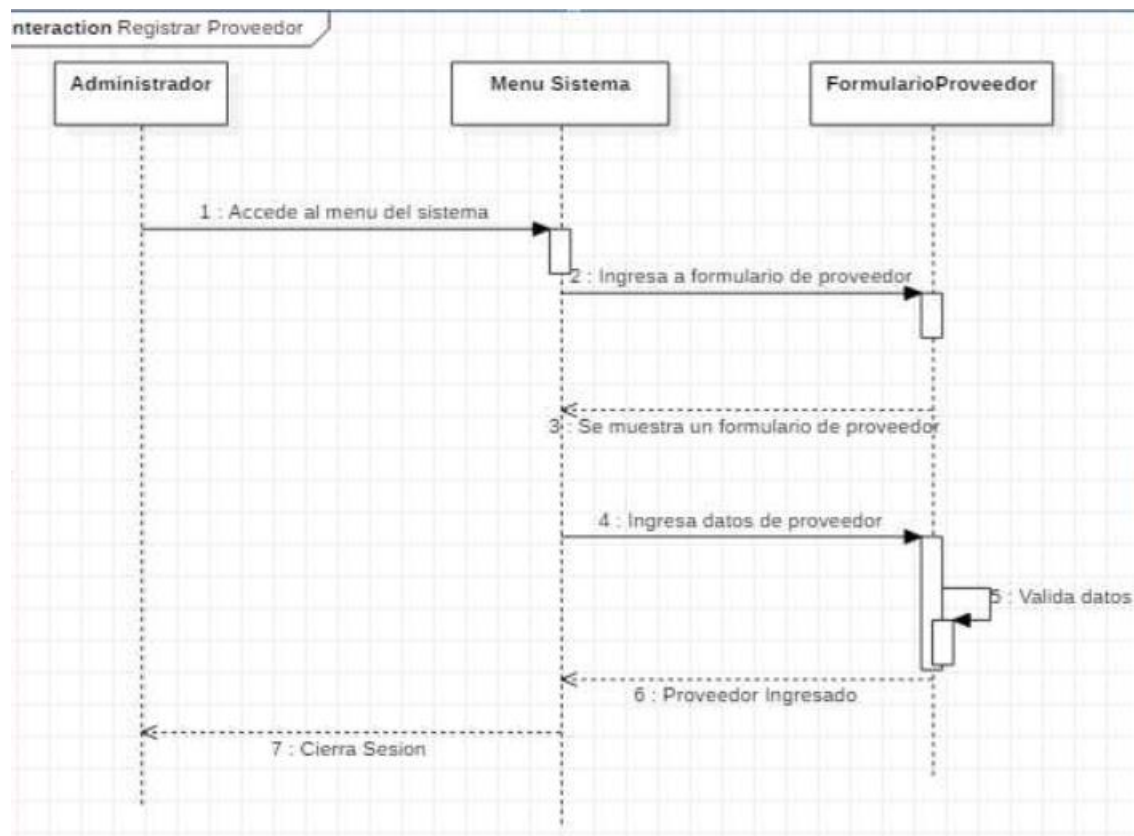 nteraction Registrar Proveedor
Administrador
Menu Sistema
FormularioProveedor
1 : Accede al menu del sistema
2 : Ingresa a formulario de proveedor
3 : Se muestra un formulario de proveedor
4 : Ingresa datos de proveedor
5 : Valida datos
6 : Proveedor Ingresado
7 : Cierra Sesion